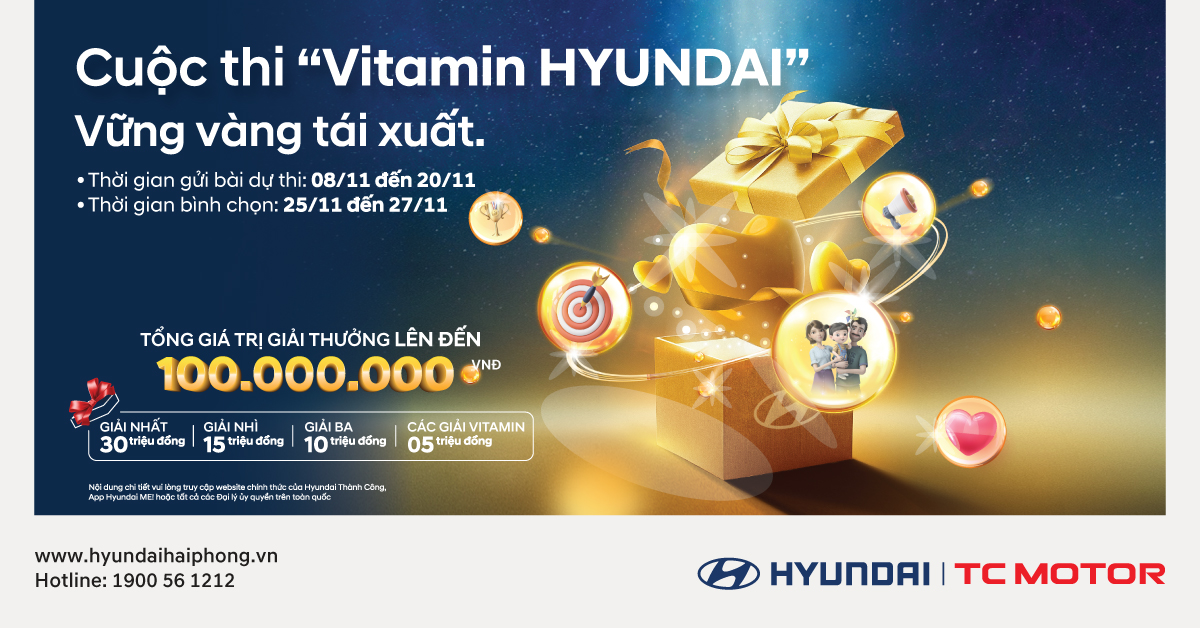 Cuộc thi “Vitamin HYUNDAI”
Vững vàng tái xuất.
• Thời gian gửi bài dự thi: 08/11 đến 20/11
• Thời gian bình chọn: 25/11 đến 27/11
TỔNG GIÁ TRỊ GIẢI THƯỞNG LÊN ĐẾN
100.000.000 VNĐ
GIẢI NHẤT
30 triệu đồng
GIẢI NHÌ
15 triệu đồng
GIẢI BA
10 triệu đồng
CÁC GIẢI VITAMIN
05 triệu đồng
Nội dung chi tiết vui lòng truy cập website chính thức của Hyundai Thành Công,
App Hyundai ME! hoặc tất cả các Đại lý ủy quyền trên toàn quốc
www.hyundaihaiphong.vn
Hotline: 1900 56 1212
HYUNDAI | TC MOTOR